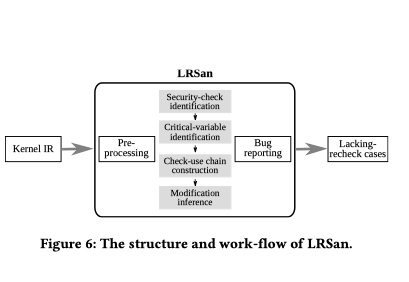 LRSan
Kernel IR
Pre-
processing
Security-check
identification
Critical-variable
identification
Check-use chain
construction
Modification
inference
Bug
reporting
Lacking-
recheck cases
Figure 6: The structure and work-flow of LRSan.